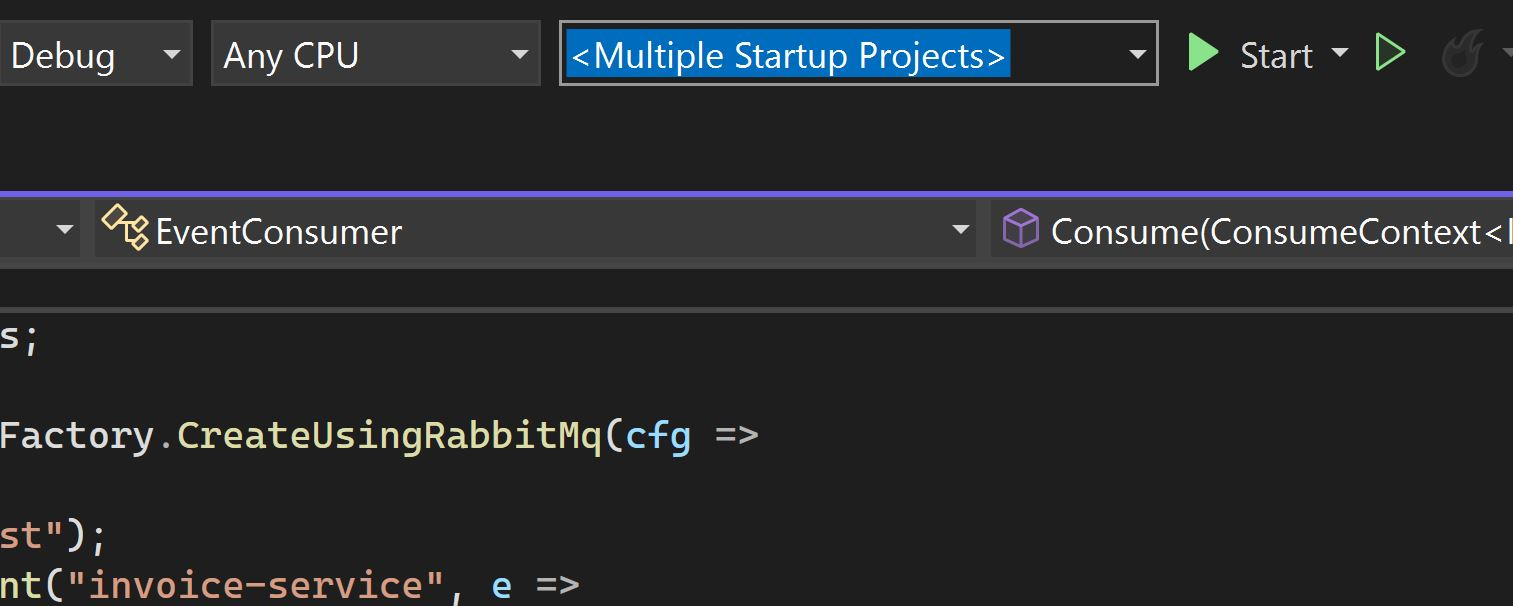 Debug Any CPU <Multiple Startup Projects> Start
EventConsumer Consume(ConsumeContext<
s;
Factory.CreateUsingRabbitMq(cfg =>
st");
nt("invoice-service", e =>